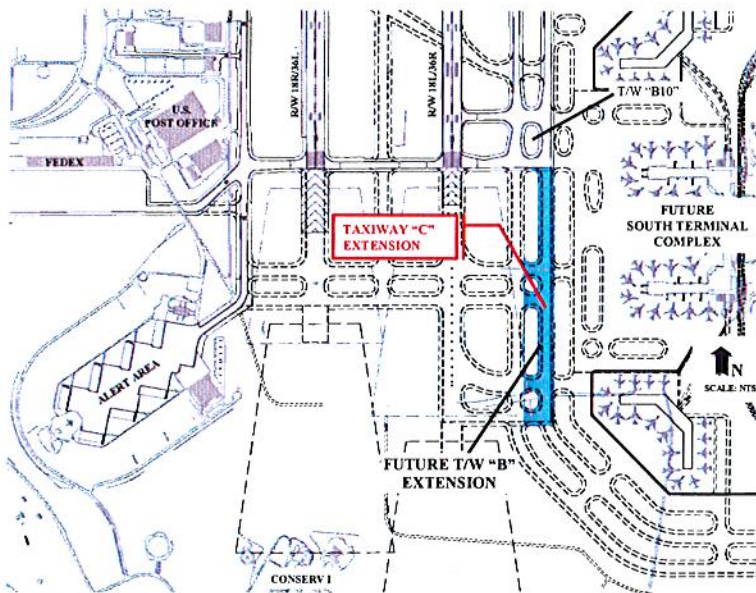 R/W 18R/36L
R/W 18L/36R
T/W "B10"
U.S.
POST OFFICE
FEDEX
TAXIWAY "C"
EXTENSION
FUTURE
SOUTH TERMINAL
COMPLEX
N
SCALE: NTS
ALERT AREA
FUTURE T/W "B"
EXTENSION
CONSERV I